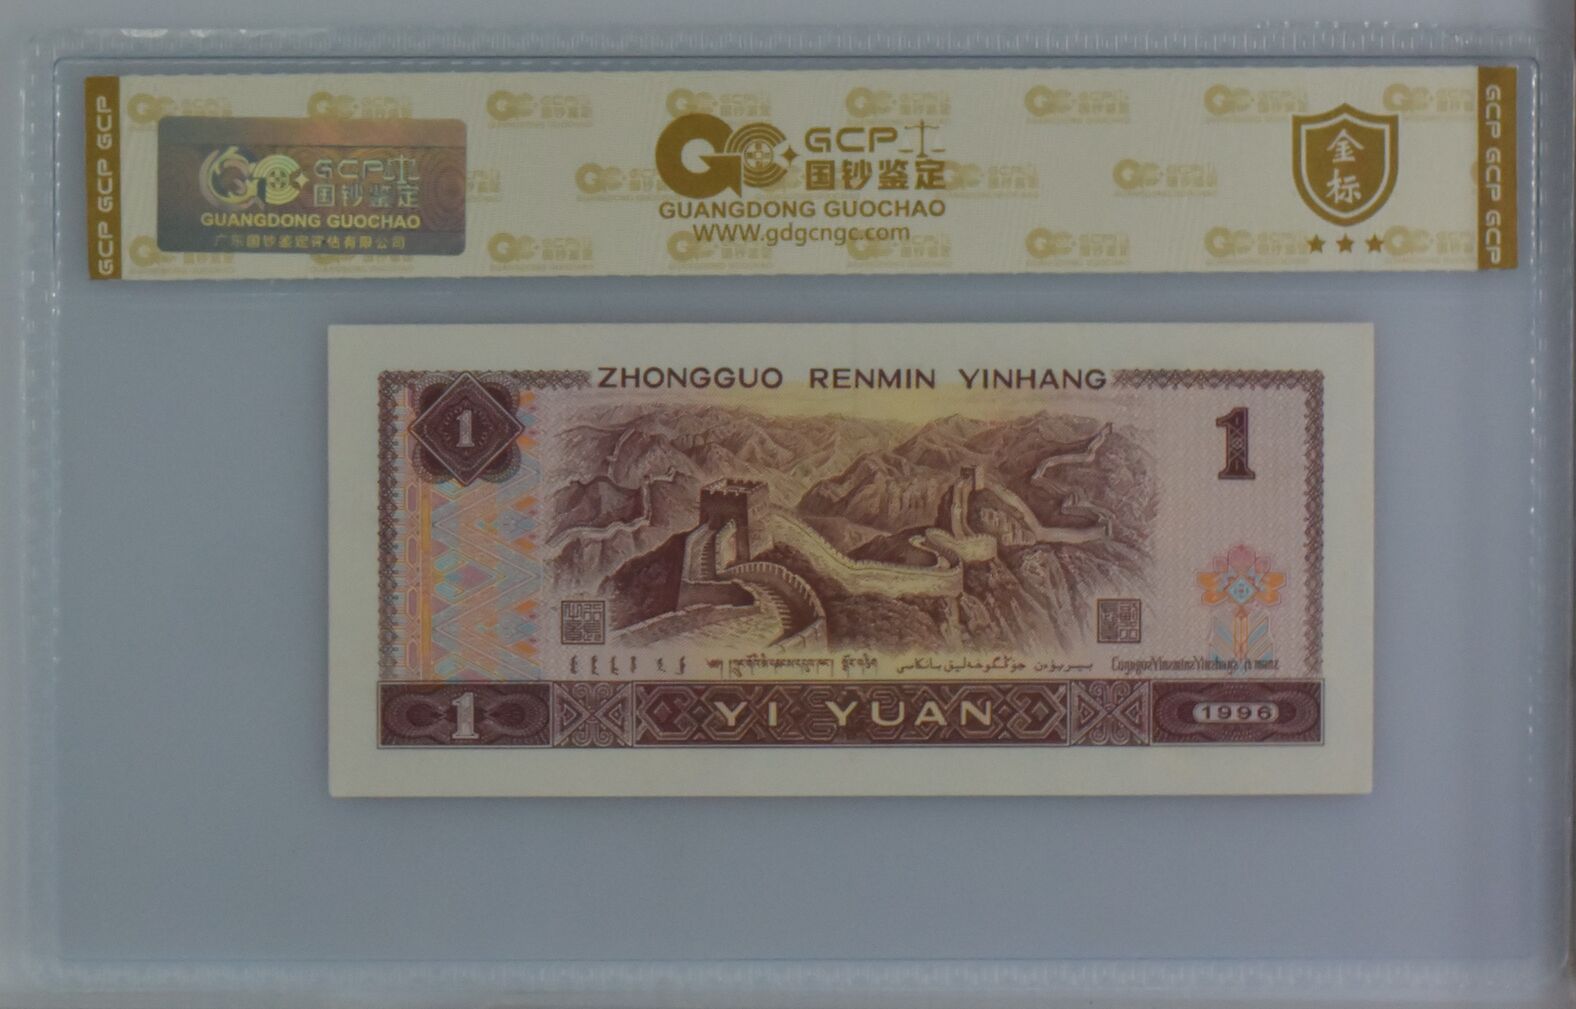 GCP GCP GCP
GCP
国钞鉴定
GUANGDONG GUOCHAO
广东国钞鉴定评估有限公司
GCP
国钞鉴定
GUANGDONG GUOCHAO
WWW.gdgcngc.com
金标
GCP GCP GCP
ZHONGGUO RENMIN YINHANG
1
1
1
YI YUAN
1996